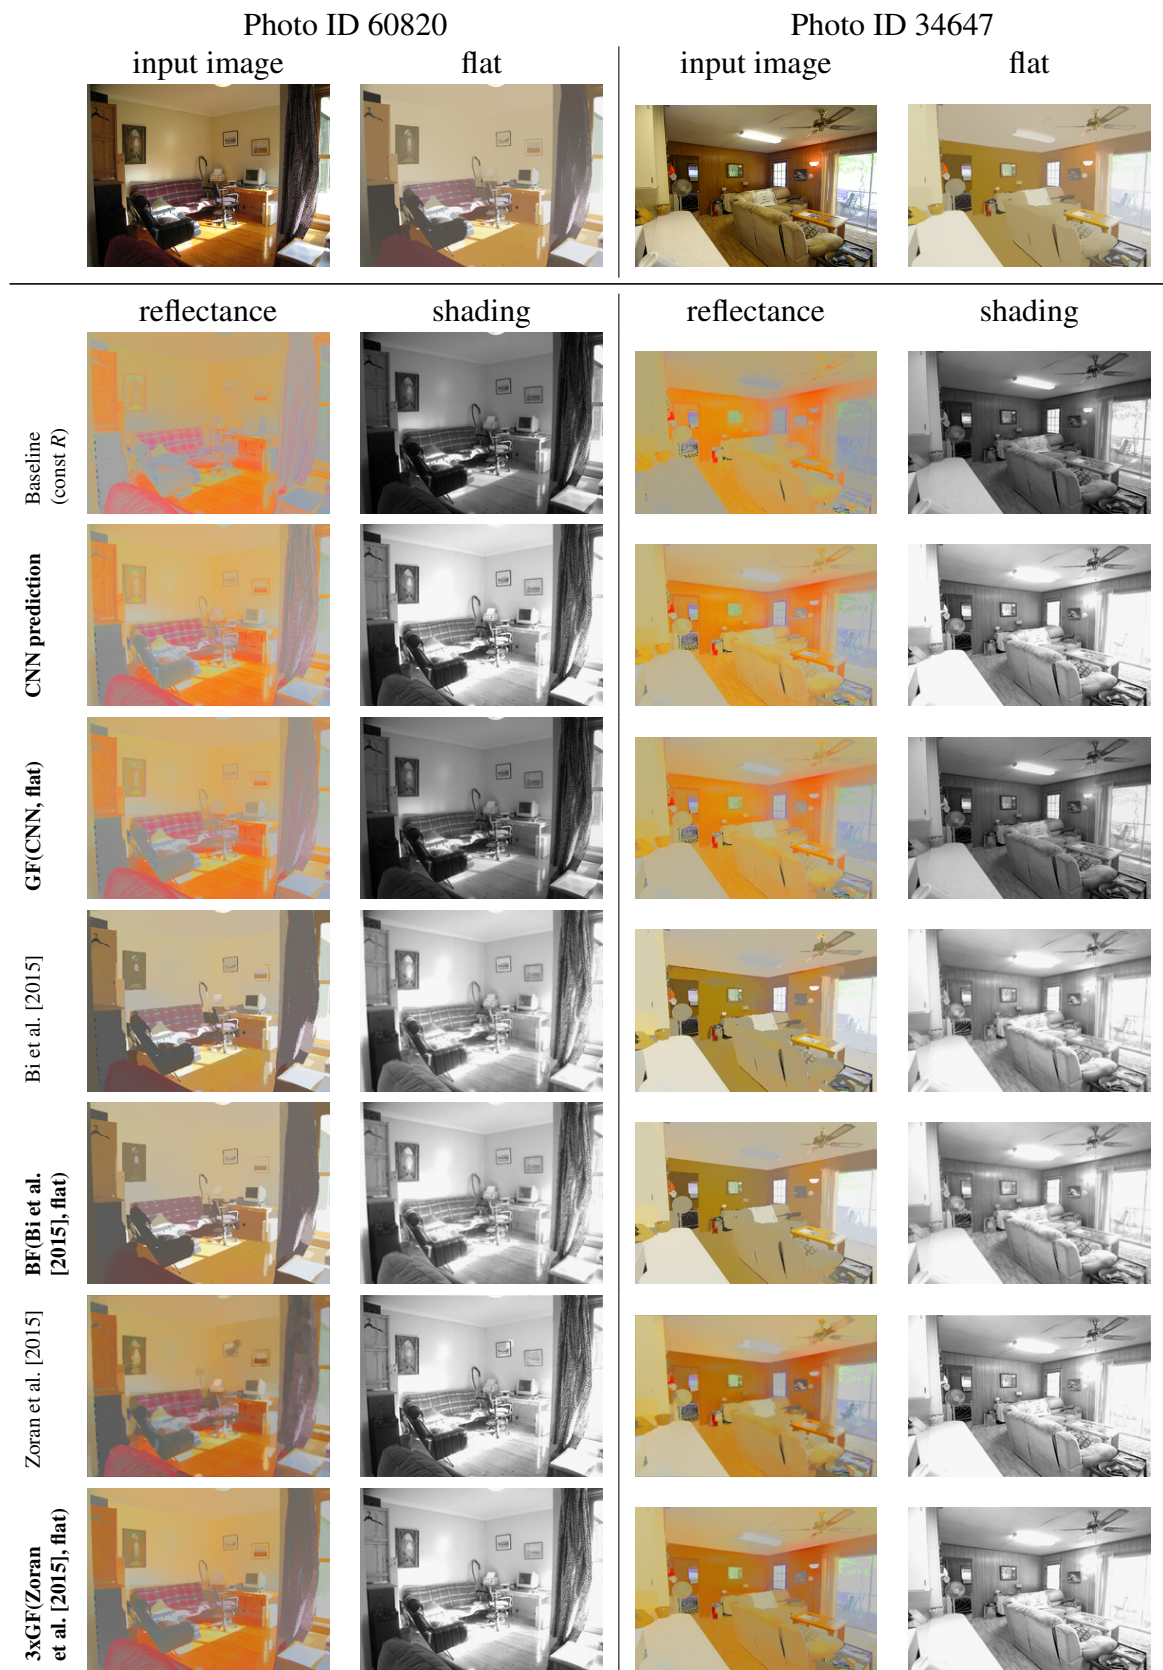 Photo ID 60820
Photo ID 34647
input image
flat
input image
flat
reflectance
shading
reflectance
shading
Baseline
(const R)
CNN prediction
GF(CNN, flat)
Bi et al. [2015]
BF(Bi et al.
[2015], flat)
Zoran et al. [2015]
3xGF(Zoran
et al. [2015], flat)